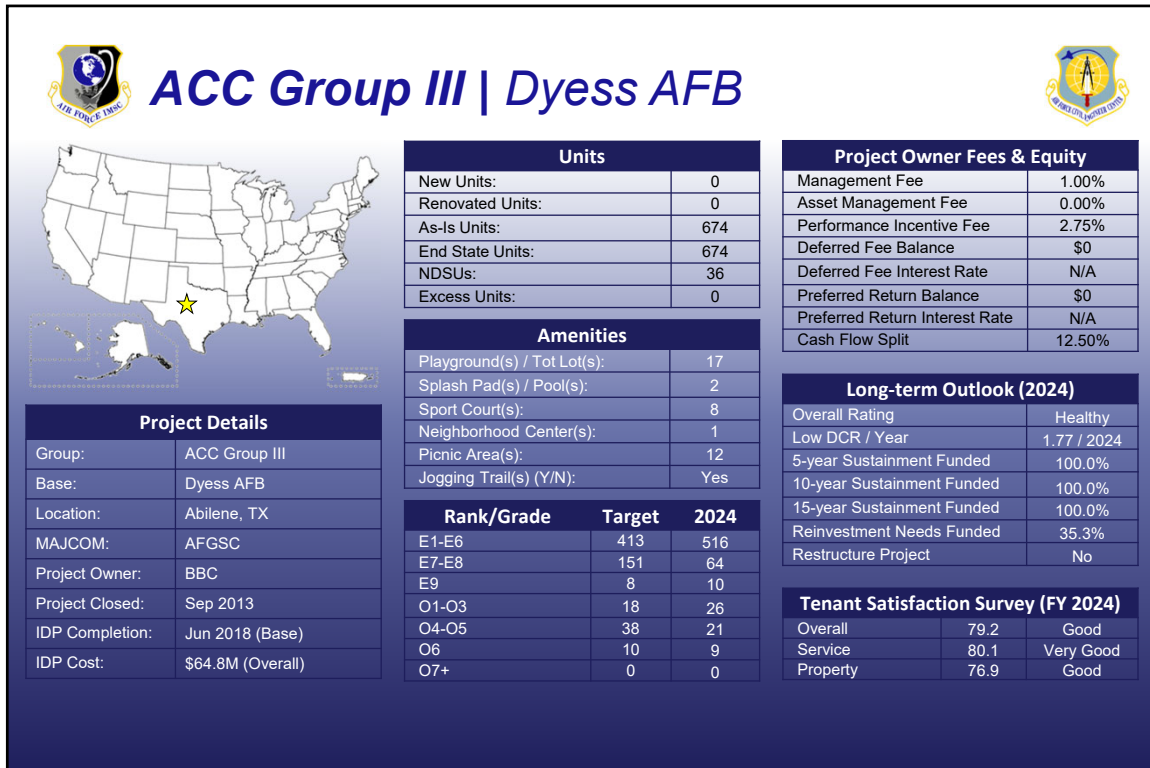 ACC Group III | Dyess AFB
AIR FORCE IMSC
AIR FORCE CIVIL ENGINEER CENTER
Project Details
Group: ACC Group III
Base: Dyess AFB
Location: Abilene, TX
MAJCOM: AFGSC
Project Owner: BBC
Project Closed: Sep 2013
IDP Completion: Jun 2018 (Base)
IDP Cost: $64.8M (Overall)
Units
New Units: 0
Renovated Units: 0
As-Is Units: 674
End State Units: 674
NDSUs: 36
Excess Units: 0
Amenities
Playground(s) / Tot Lot(s): 17
Splash Pad(s) / Pool(s): 2
Sport Court(s): 8
Neighborhood Center(s): 1
Picnic Area(s): 12
Jogging Trail(s) (Y/N): Yes
Rank/Grade Target 2024
E1-E6 413 516
E7-E8 151 64
E9 8 10
O1-O3 18 26
O4-O5 38 21
O6 10 9
O7+ 0 0
Project Owner Fees & Equity
Management Fee 1.00%
Asset Management Fee 0.00%
Performance Incentive Fee 2.75%
Deferred Fee Balance $0
Deferred Fee Interest Rate N/A
Preferred Return Balance $0
Preferred Return Interest Rate N/A
Cash Flow Split 12.50%
Long-term Outlook (2024)
Overall Rating Healthy
Low DCR / Year 1.77 / 2024
5-year Sustainment Funded 100.0%
10-year Sustainment Funded 100.0%
15-year Sustainment Funded 100.0%
Reinvestment Needs Funded 35.3%
Restructure Project No
Tenant Satisfaction Survey (FY 2024)
Overall 79.2 Good
Service 80.1 Very Good
Property 76.9 Good